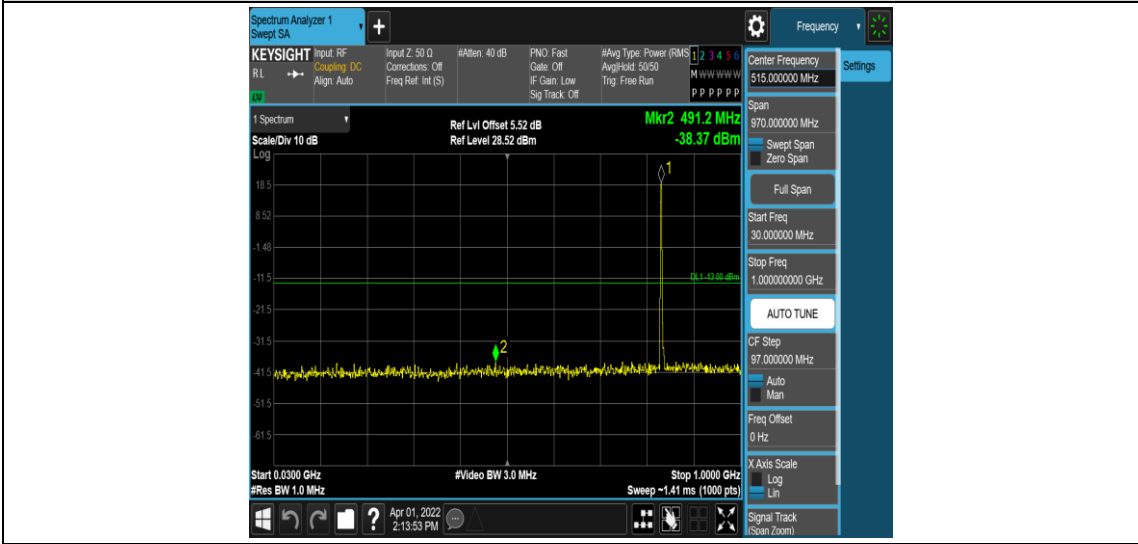 Spectrum Analyzer 1
Swept SA
+
Frequency
KEYSIGHT
RL
Input: RF
Coupling: DC
Align: Auto
Input Z: 50 Ω
Corrections: Off
Freq Ref: Int (S)
#Atten: 40 dB
PNO: Fast
Gate: Off
IF Gain: Low
Sig Track: Off
#Avg Type: Power (RMS
Avg|Hold: 50/50
Trig: Free Run
1 2 3 4 5 6
M W W W W W
P P P P P P
1 Spectrum
Scale/Div 10 dB
Log
Ref Lvl Offset 5.52 dB
Ref Level 28.52 dBm
Mkr2 491.2 MHz
-38.37 dBm
1
18.5
8.52
-1.48
-11.5
DL1 -13.00 dBm
-21.5
-31.5
2
-41.5
-51.5
-61.5
Start 0.0300 GHz
#Res BW 1.0 MHz
#Video BW 3.0 MHz
Stop 1.0000 GHz
Sweep ~1.41 ms (1000 pts)
?
Apr 01, 2022
2:13:53 PM
Center Frequency
515.000000 MHz
Settings
Span
970.000000 MHz
Swept Span
Zero Span
Full Span
Start Freq
30.000000 MHz
Stop Freq
1.000000000 GHz
AUTO TUNE
CF Step
97.000000 MHz
Auto
Man
Freq Offset
0 Hz
X Axis Scale
Log
Lin
Signal Track
(Span Zoom)